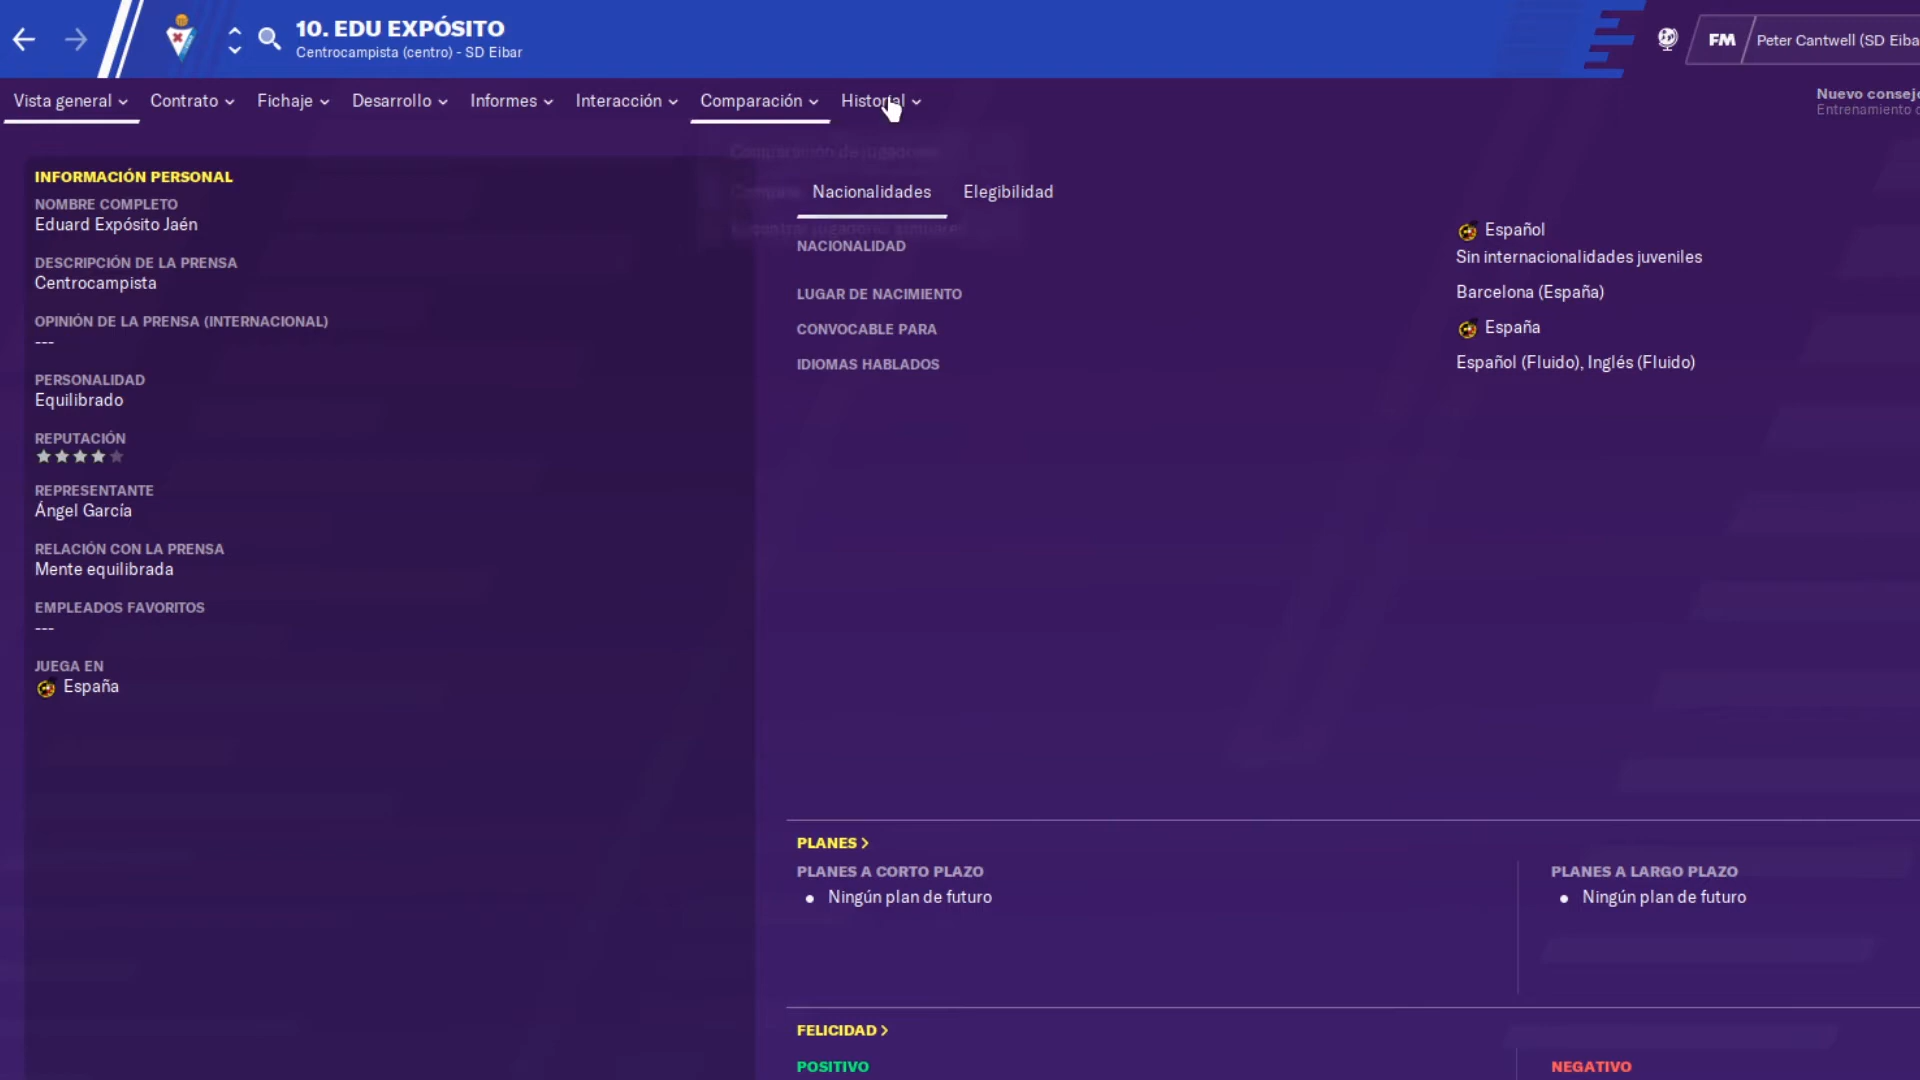 10. EDU EXPÓSITO
Centrocampista (centro) - SD Eibar
FM
Peter Cantwell (SD Eiba
Vista general
Contrato
Fichaje
Desarrollo
Informes
Interacción
Comparación
Historial
Nuevo consejo
Entrenamiento
INFORMACIÓN PERSONAL
NOMBRE COMPLETO
Eduard Expósito Jaén
DESCRIPCIÓN DE LA PRENSA
Centrocampista
OPINIÓN DE LA PRENSA (INTERNACIONAL)
---
PERSONALIDAD
Equilibrado
REPUTACIÓN
REPRESENTANTE
Ángel García
RELACIÓN CON LA PRENSA
Mente equilibrada
EMPLEADOS FAVORITOS
---
JUEGA EN
España
Comparación de jugadores
Nacionalidades
Elegibilidad
NACIONALIDAD
Español
Sin internacionalidades juveniles
LUGAR DE NACIMIENTO
Barcelona (España)
CONVOCABLE PARA
España
IDIOMAS HABLADOS
Español (Fluido), Inglés (Fluido)
PLANES >
PLANES A CORTO PLAZO
• Ningún plan de futuro
PLANES A LARGO PLAZO
• Ningún plan de futuro
FELICIDAD >
POSITIVO
NEGATIVO